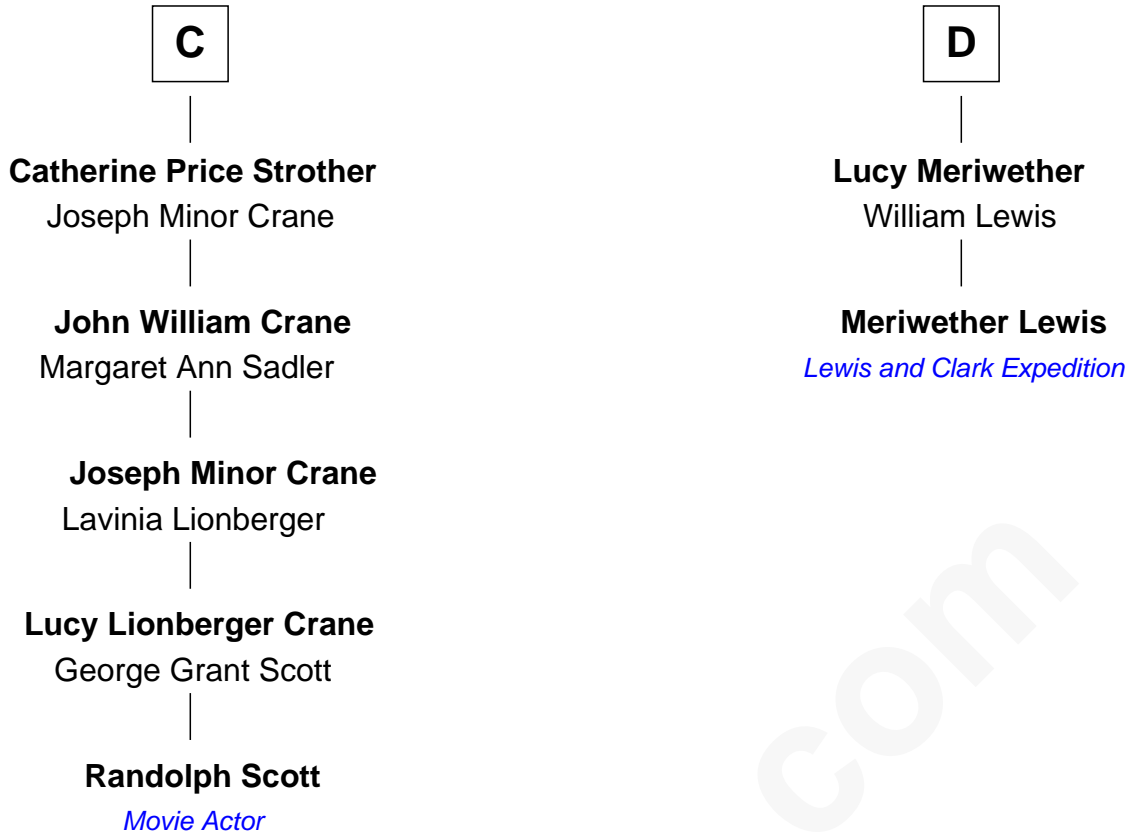 C
Catherine Price Strother
Joseph Minor Crane
John William Crane
Margaret Ann Sadler
Joseph Minor Crane
Lavinia Lionberger
Lucy Lionberger Crane
George Grant Scott
Randolph Scott
Movie Actor
D
Lucy Meriwether
William Lewis
Meriwether Lewis
Lewis and Clark Expedition
com